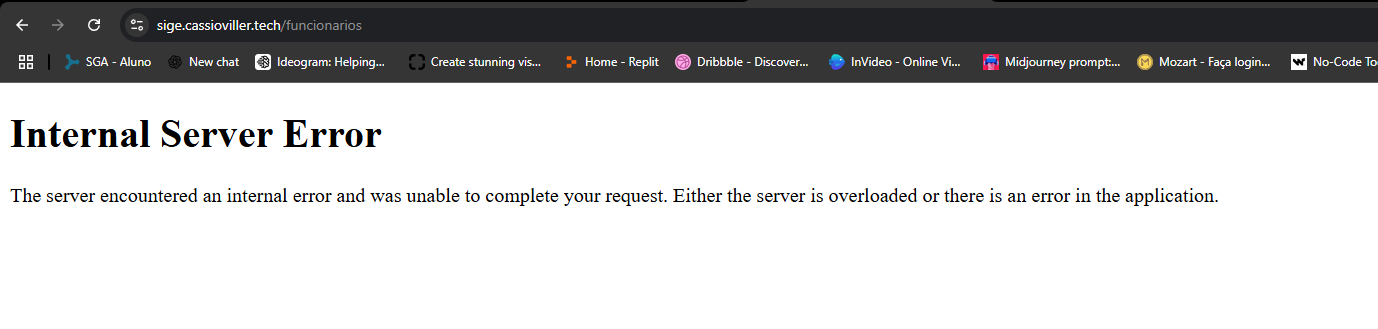 sige.cassioviller.tech/funcionarios
SGA - Aluno New chat Ideogram: Helping... Create stunning vis... Home - Replit Dribbble - Discover... InVideo - Online Vi... Midjourney prompt:... Mozart - Faça login... No-Code To
Internal Server Error
The server encountered an internal error and was unable to complete your request. Either the server is overloaded or there is an error in the application.